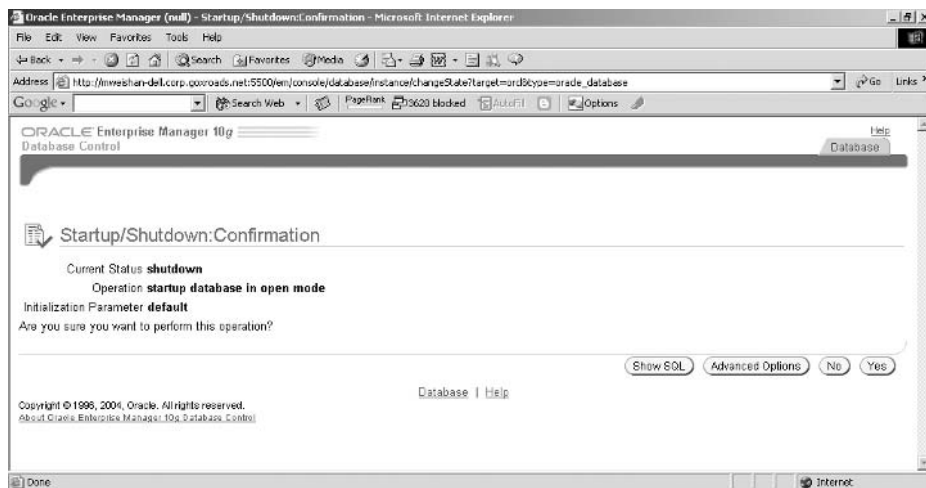 Oracle Enterprise Manager (null) - Startup/Shutdown:Confirmation - Microsoft Internet Explorer
File Edit View Favorites Tools Help
Back Search Favorites Media
Address http://mweishan-dell.corp.goxroads.net:5500/em/console/database/instance/changeState?target=ord&type=oracle_database Go Links
Google Search Web PageRank 3620 blocked AutoFill Options
ORACLE Enterprise Manager 10g Help
Database Control Database
Startup/Shutdown:Confirmation
Current Status shutdown
Operation startup database in open mode
Initialization Parameter default
Are you sure you want to perform this operation?
Show SQL Advanced Options No Yes
Database | Help
Copyright © 1996, 2004, Oracle. All rights reserved.
About Oracle Enterprise Manager 10g Database Control
Done Internet